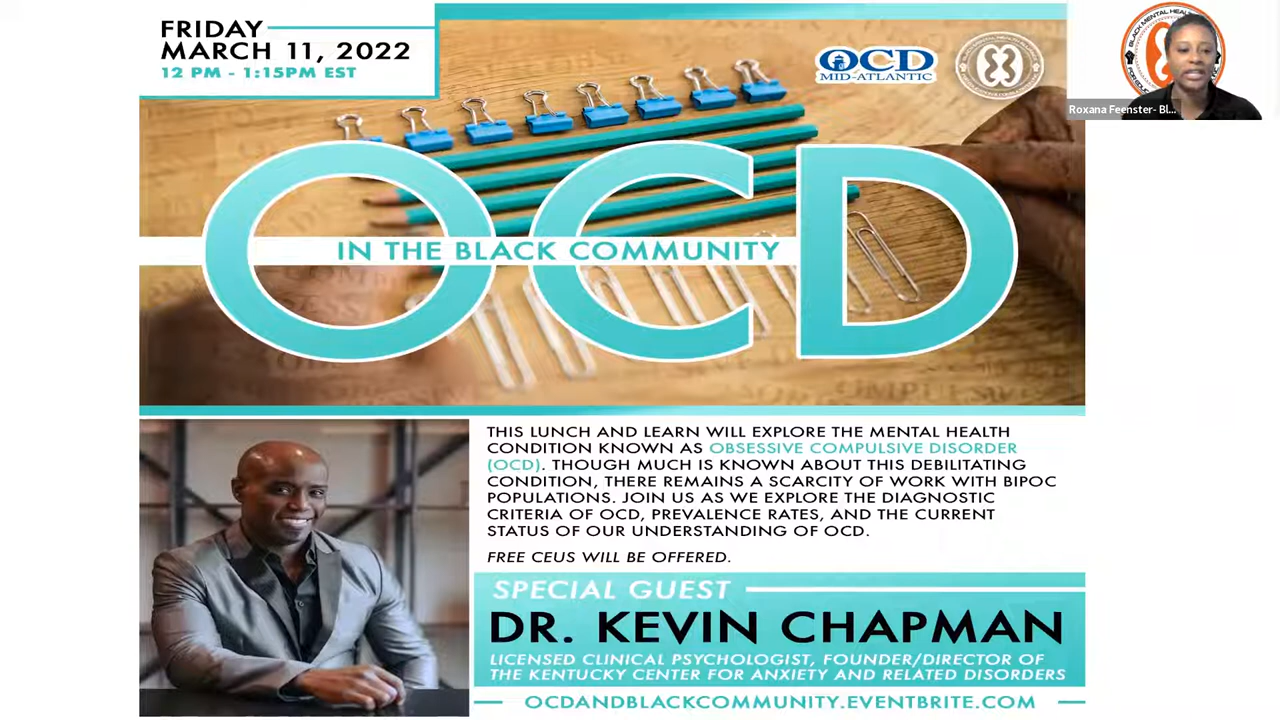 FRIDAY
MARCH 11, 2022
12 PM - 1:15PM EST
OCD
MID-ATLANTIC
BLACK MENTAL HEALTH
Roxana Feenster- Bl...
OCD
IN THE BLACK COMMUNITY
THIS LUNCH AND LEARN WILL EXPLORE THE MENTAL HEALTH
CONDITION KNOWN AS OBSESSIVE COMPULSIVE DISORDER
(OCD). THOUGH MUCH IS KNOWN ABOUT THIS DEBILITATING
CONDITION, THERE REMAINS A SCARCITY OF WORK WITH BIPOC
POPULATIONS. JOIN US AS WE EXPLORE THE DIAGNOSTIC
CRITERIA OF OCD, PREVALENCE RATES, AND THE CURRENT
STATUS OF OUR UNDERSTANDING OF OCD.
FREE CEUS WILL BE OFFERED.
SPECIAL GUEST
DR. KEVIN CHAPMAN
LICENSED CLINICAL PSYCHOLOGIST, FOUNDER/DIRECTOR OF
THE KENTUCKY CENTER FOR ANXIETY AND RELATED DISORDERS
OCDANDBLACKCOMMUNITY.EVENTBRITE.COM